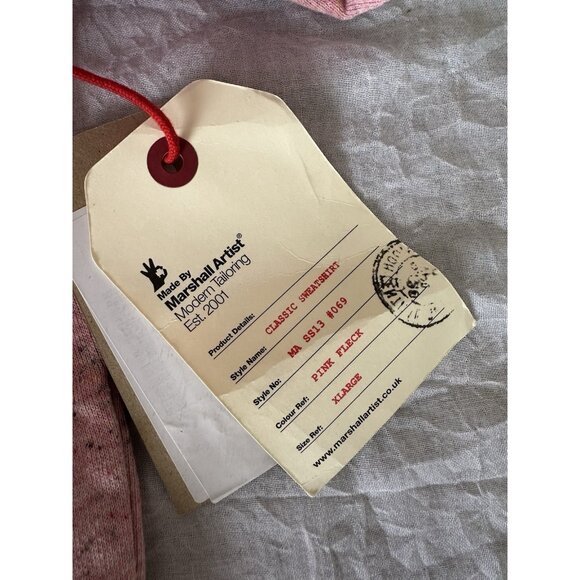 Made By
Marshall Artist®
Modern Tailoring
Est. 2001
Product Details:
Style Name: CLASSIC SWEATSHIRT
Style No: MA SS13 #069
Colour Ref: PINK FLECK
Size Ref: XLARGE
www.marshallartist.co.uk